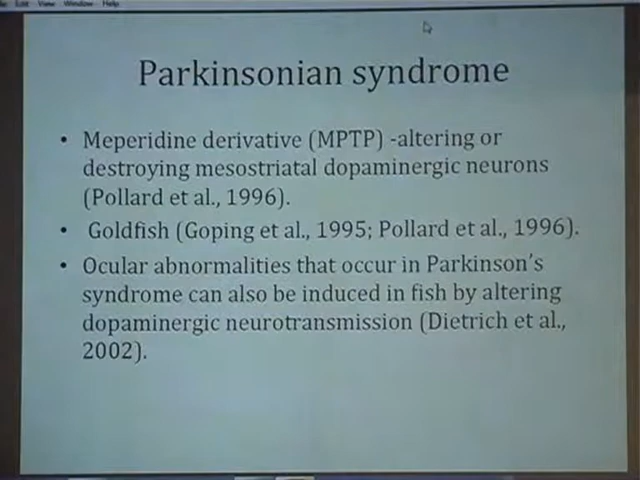 Edit View Window Help
Parkinsonian syndrome
• Meperidine derivative (MPTP) -altering or
destroying mesostriatal dopaminergic neurons
(Pollard et al., 1996).
• Goldfish (Goping et al., 1995; Pollard et al., 1996).
• Ocular abnormalities that occur in Parkinson's
syndrome can also be induced in fish by altering
dopaminergic neurotransmission (Dietrich et al.,
2002).